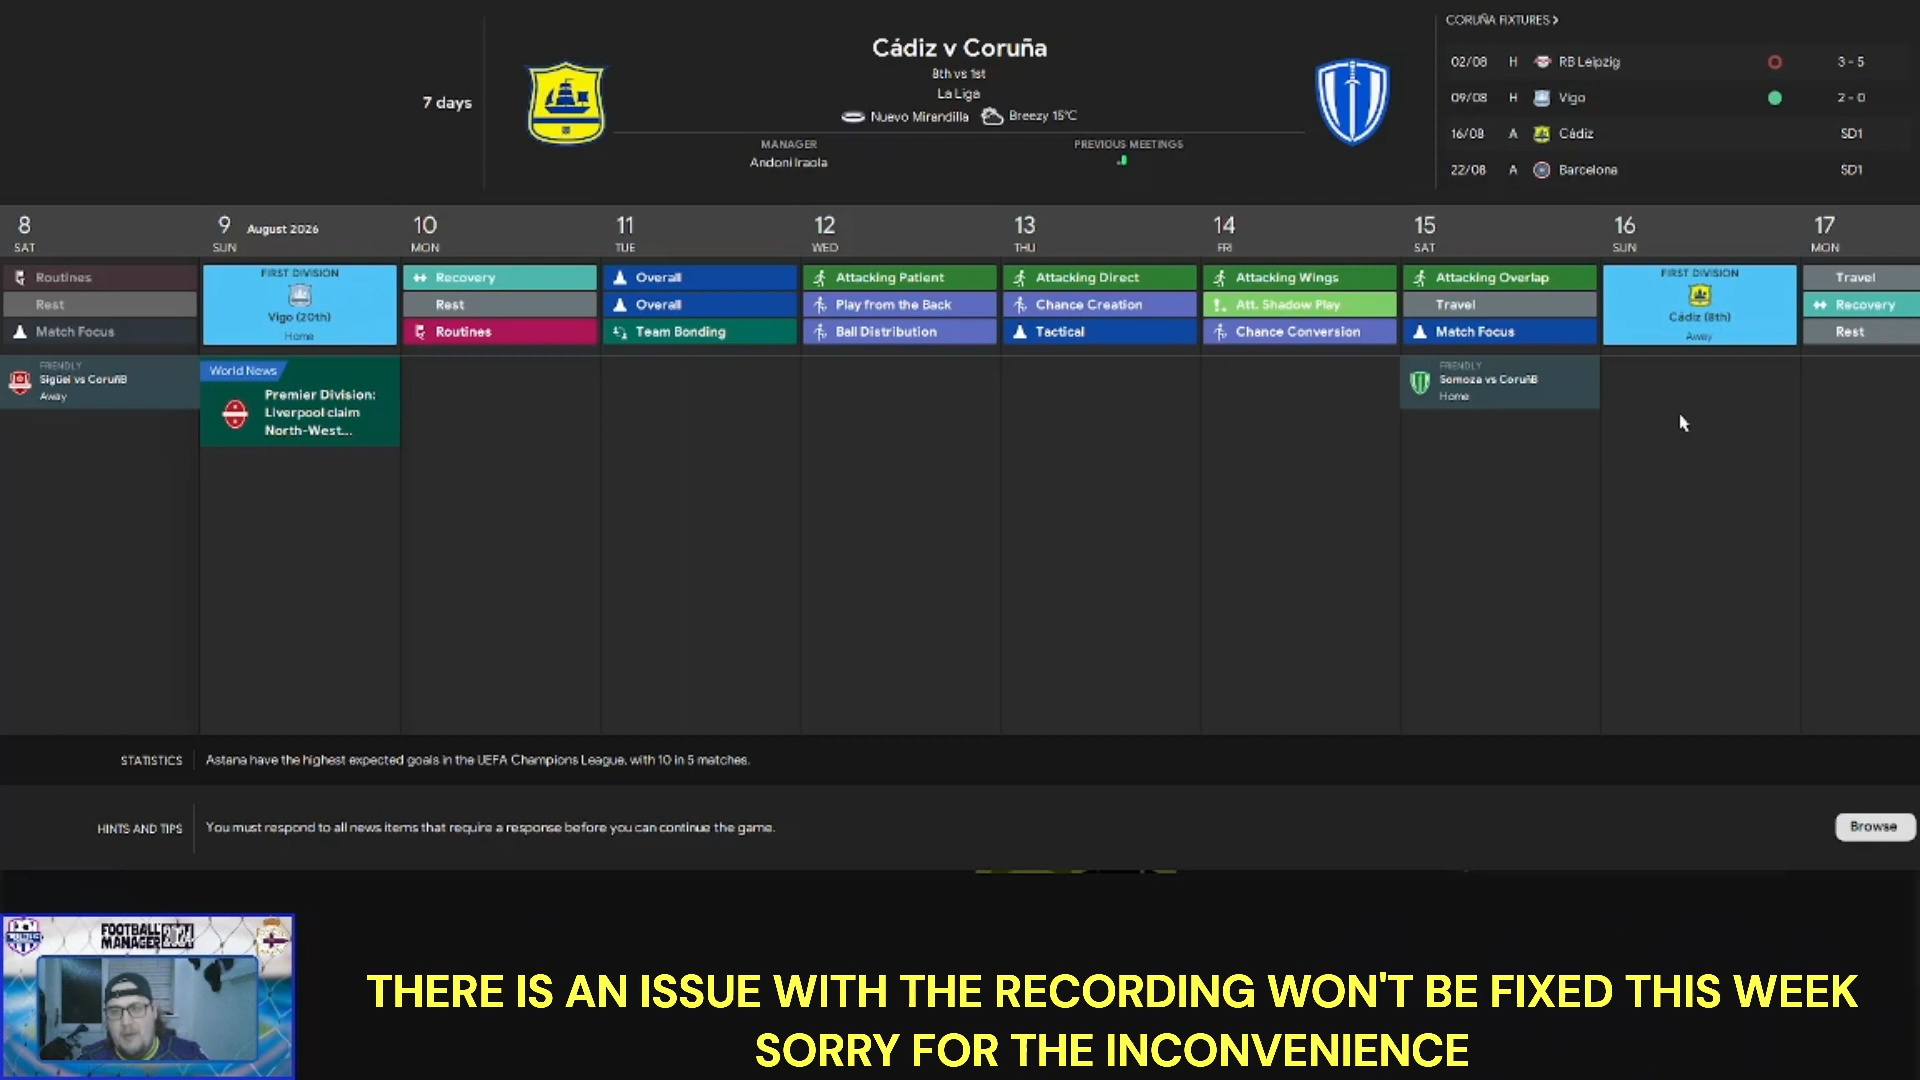 7 days
Cádiz v Coruña
8th vs 1st
La Liga
Nuevo Mirandilla Breezy 15°C
MANAGER
Andoni Iraola
PREVIOUS MEETINGS
CORUÑA FIXTURES >
02/08 H RB Leipzig 3 - 5
09/08 H Vigo 2 - 0
16/08 A Cádiz SD1
22/08 A Barcelona SD1
8 SAT
9 SUN August 2026
10 MON
11 TUE
12 WED
13 THU
14 FRI
15 SAT
16 SUN
17 MON
Routines
Rest
Match Focus
FIRST DIVISION
Vigo (20th)
Home
Recovery
Rest
Routines
Overall
Overall
Team Bonding
Attacking Patient
Play from the Back
Ball Distribution
Attacking Direct
Chance Creation
Tactical
Attacking Wings
Att. Shadow Play
Chance Conversion
Attacking Overlap
Travel
Match Focus
FIRST DIVISION
Cádiz (8th)
Away
Travel
Recovery
Rest
FRIENDLY
Sigüei vs CoruñB
Away
World News
Premier Division:
Liverpool claim
North-West...
FRIENDLY
Somoza vs CoruñB
Home
STATISTICS
Astana have the highest expected goals in the UEFA Champions League, with 10 in 5 matches.
HINTS AND TIPS
You must respond to all news items that require a response before you can continue the game.
Browse
FOOTBALL
MANAGER 2024
THERE IS AN ISSUE WITH THE RECORDING WON'T BE FIXED THIS WEEK
SORRY FOR THE INCONVENIENCE